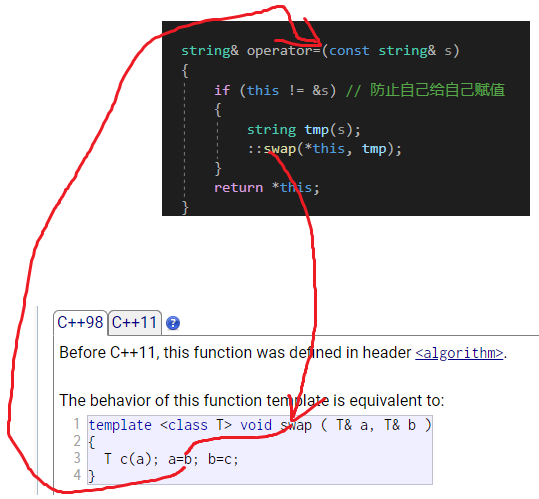 string& operator=(const string& s)
{
if (this != &s) // 防止自己给自己赋值
{
string tmp(s);
::swap(*this, tmp);
}
return *this;
}
C++98 C++11 ?
Before C++11, this function was defined in header <algorithm>.
The behavior of this function template is equivalent to:
1 template <class T> void swap ( T& a, T& b )
2 {
3 T c(a); a=b; b=c;
4 }